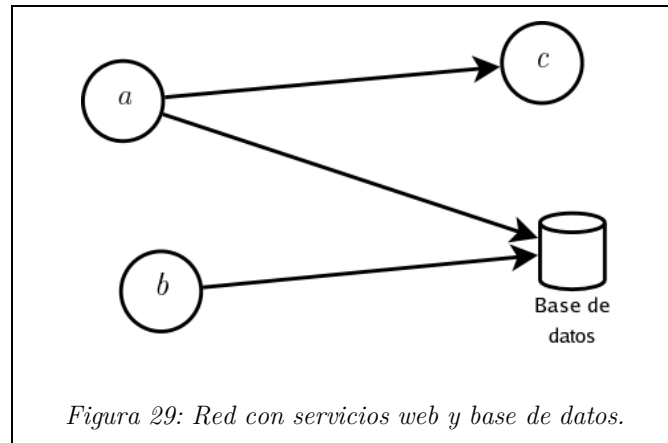 a
c
b
Base de
datos
Figura 29: Red con servicios web y base de datos.